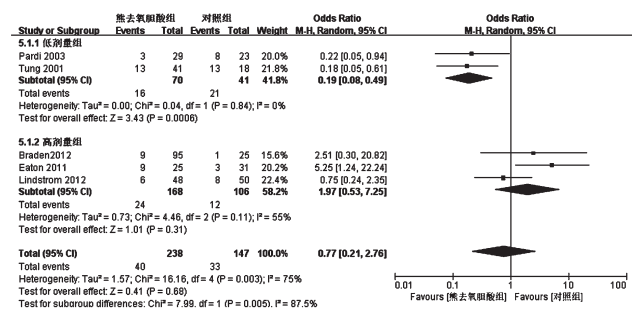 熊去氧胆酸组 对照组 Odds Ratio Odds Ratio
Study or Subgroup Events Total Events Total Weight M-H, Random, 95% CI M-H, Random, 95% CI
5.1.1 低剂量组
Pardi 2003 3 29 8 23 20.0% 0.22 [0.05, 0.94]
Tung 2001 13 41 13 18 21.8% 0.18 [0.05, 0.61]
Subtotal (95% CI) 70 41 41.8% 0.19 [0.08, 0.49]
Total events 16 21
Heterogeneity: Tau² = 0.00; Chi² = 0.04, df = 1 (P = 0.84); I² = 0%
Test for overall effect: Z = 3.43 (P = 0.0006)
5.1.2 高剂量组
Braden2012 9 95 1 25 15.6% 2.51 [0.30, 20.82]
Eaton 2011 9 25 3 31 20.2% 5.25 [1.24, 22.24]
Lindstrom 2012 6 48 8 50 22.4% 0.75 [0.24, 2.35]
Subtotal (95% CI) 168 106 58.2% 1.97 [0.53, 7.25]
Total events 24 12
Heterogeneity: Tau² = 0.73; Chi² = 4.46, df = 2 (P = 0.11); I² = 55%
Test for overall effect: Z = 1.01 (P = 0.31)
Total (95% CI) 238 147 100.0% 0.77 [0.21, 2.76]
Total events 40 33
Heterogeneity: Tau² = 1.57; Chi² = 16.16, df = 4 (P = 0.003); I² = 75%
Test for overall effect: Z = 0.41 (P = 0.68)
Test for subgroup differences: Chi² = 7.99, df = 1 (P = 0.005), I² = 87.5%
0.01 0.1 1 10 100
Favours [熊去氧胆酸组] Favours [对照组]